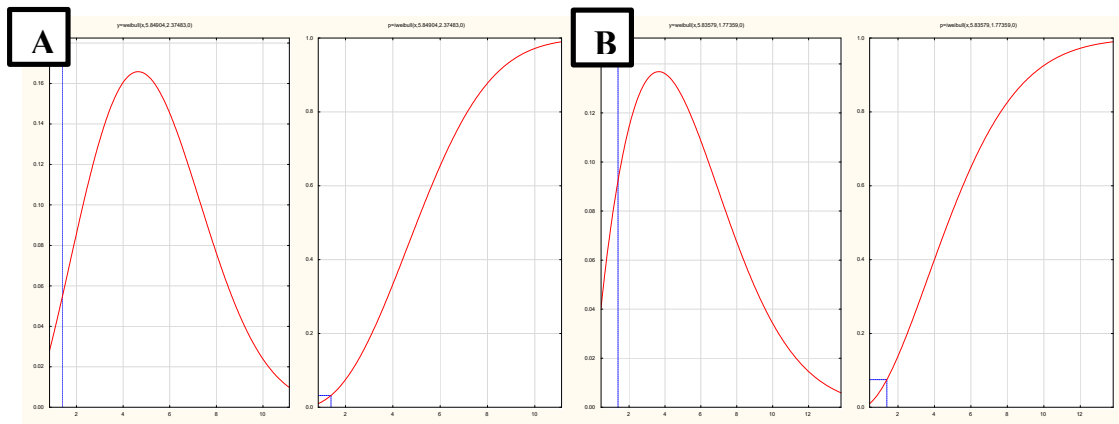 A
B
y=weibull(x,5.84904,2.37483,0)
p=iweibull(x,5.84904,2.37483,0)
y=weibull(x,5.83579,1.77359,0)
p=iweibull(x,5.83579,1.77359,0)
0.16
0.14
0.12
0.10
0.08
0.06
0.04
0.02
0.00
2 4 6 8 10
1.0
0.8
0.6
0.4
0.2
0.0
2 4 6 8 10
0.12
0.10
0.08
0.06
0.04
0.02
0.00
2 4 6 8 10 12
1.0
0.8
0.6
0.4
0.2
0.0
2 4 6 8 10 12